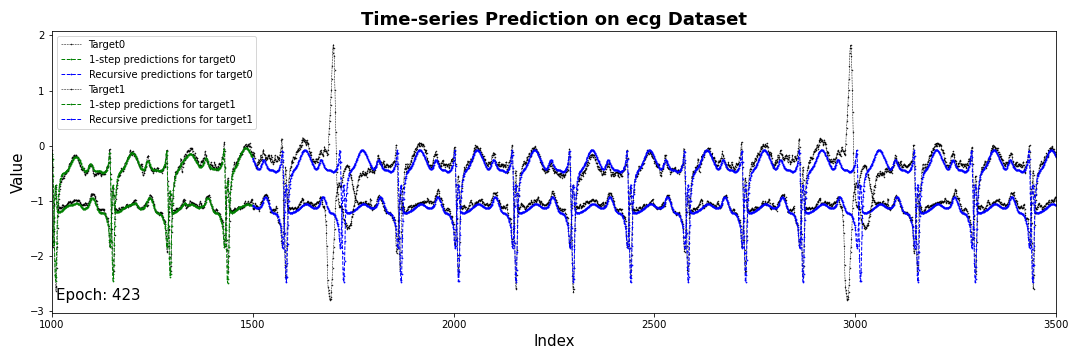 Time-series Prediction on ecg Dataset
Target0
1-step predictions for target0
Recursive predictions for target0
Target1
1-step predictions for target1
Recursive predictions for target1
Value
2
1
0
−1
−2
−3
Epoch: 423
1000
1500
2000
2500
3000
3500
Index